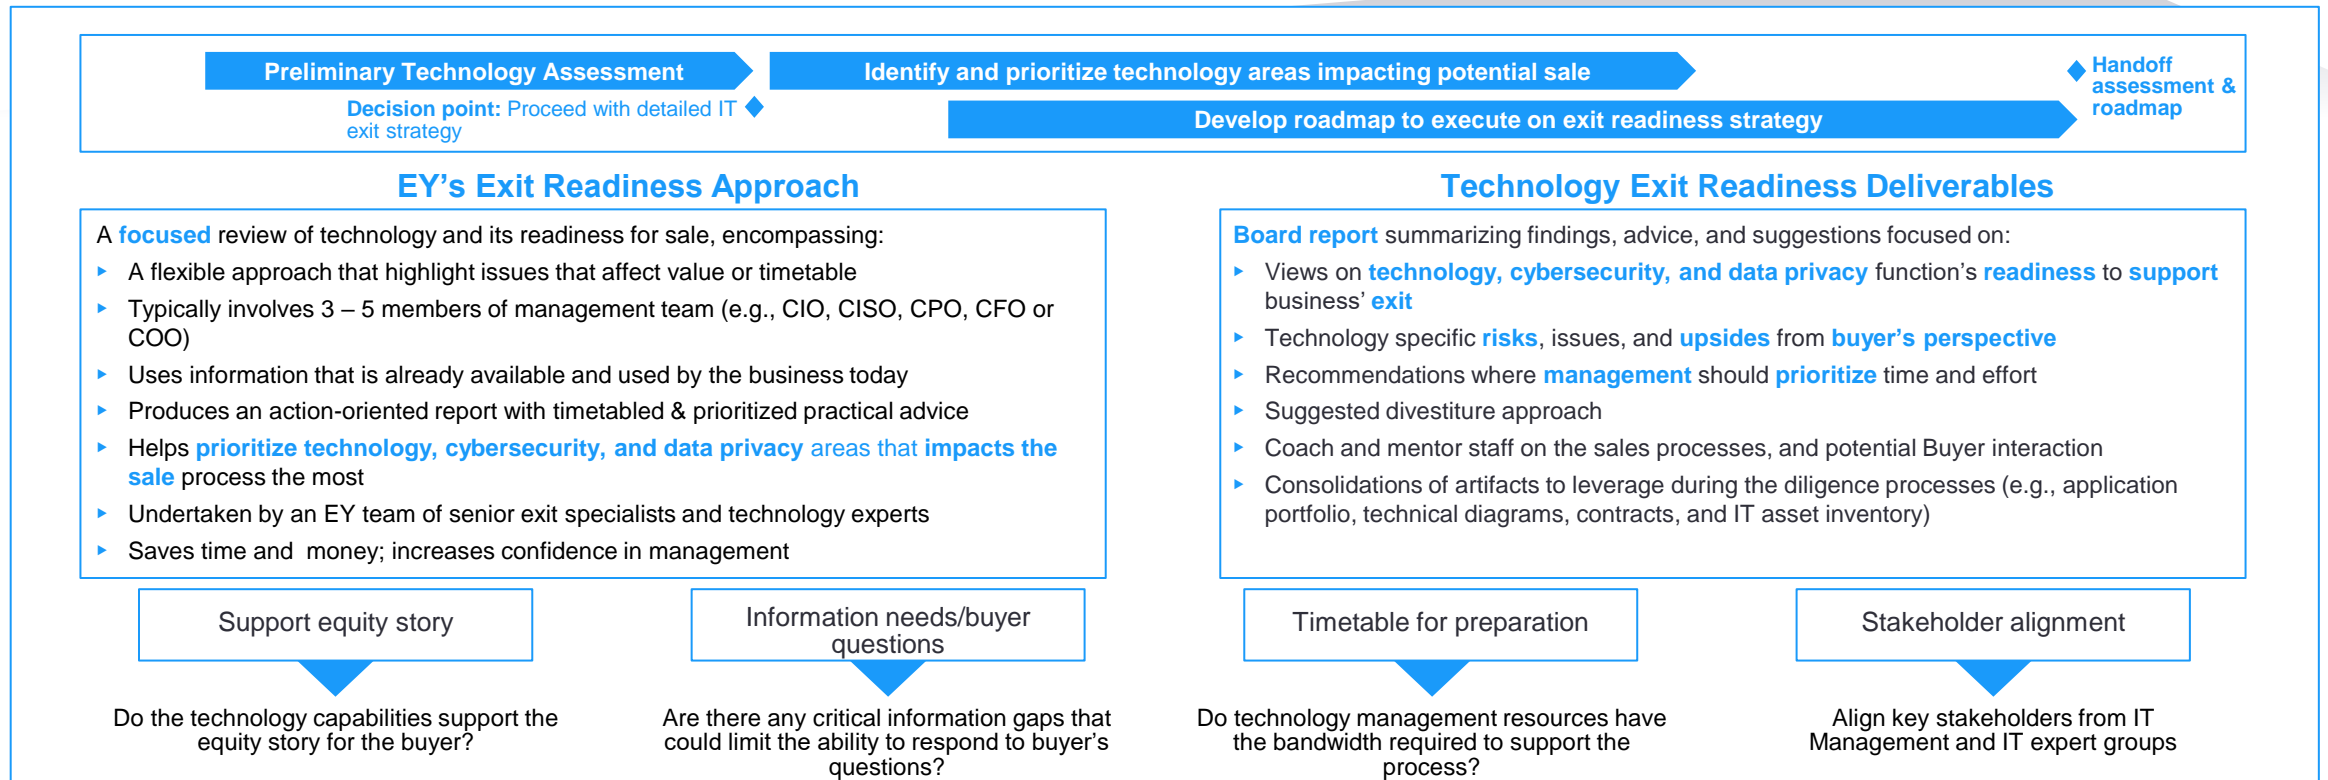 Preliminary Technology Assessment
Identify and prioritize technology areas impacting potential sale
Handoff
assessment &
roadmap
Decision point: Proceed with detailed IT
exit strategy
Develop roadmap to execute on exit readiness strategy
EY’s Exit Readiness Approach
A focused review of technology and its readiness for sale, encompassing:
A flexible approach that highlight issues that affect value or timetable
Typically involves 3 – 5 members of management team (e.g., CIO, CISO, CPO, CFO or
COO)
Uses information that is already available and used by the business today
Produces an action-oriented report with timetabled & prioritized practical advice
Helps prioritize technology, cybersecurity, and data privacy areas that impacts the
sale process the most
Undertaken by an EY team of senior exit specialists and technology experts
Saves time and  money; increases confidence in management
Technology Exit Readiness Deliverables
Board report summarizing findings, advice, and suggestions focused on:
Views on technology, cybersecurity, and data privacy function’s readiness to support
business’ exit
Technology specific risks, issues, and upsides from buyer’s perspective
Recommendations where management should prioritize time and effort
Suggested divestiture approach
Coach and mentor staff on the sales processes, and potential Buyer interaction
Consolidations of artifacts to leverage during the diligence processes (e.g., application
portfolio, technical diagrams, contracts, and IT asset inventory)
Support equity story
Do the technology capabilities support the
equity story for the buyer?
Information needs/buyer
questions
Are there any critical information gaps that
could limit the ability to respond to buyer’s
questions?
Timetable for preparation
Do technology management resources have
the bandwidth required to support the
process?
Stakeholder alignment
Align key stakeholders from IT
Management and IT expert groups